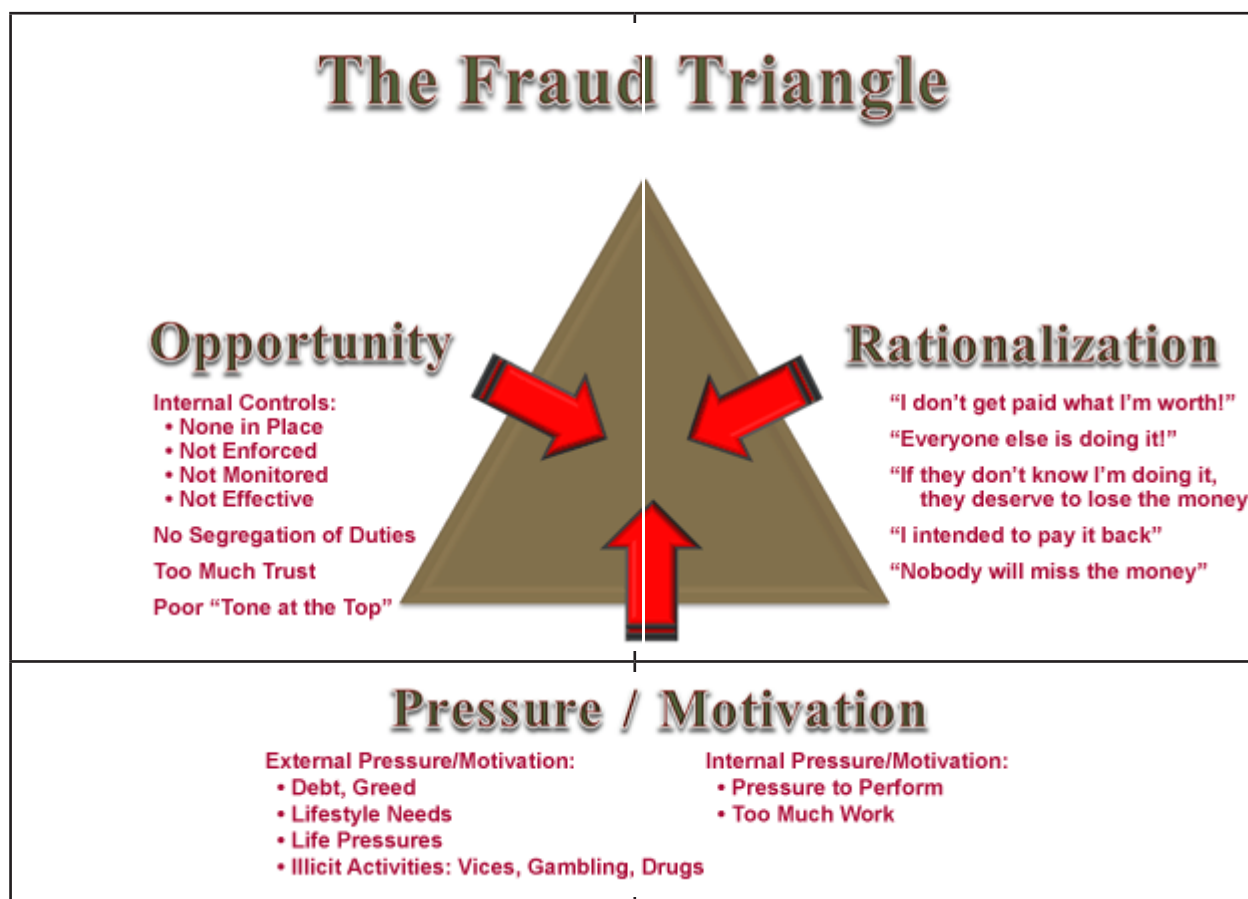 The Fraud Triangle
Opportunity
Internal Controls:
• None in Place
• Not Enforced
• Not Monitored
• Not Effective
No Segregation of Duties
Too Much Trust
Poor “Tone at the Top”
Rationalization
“I don’t get paid what I’m worth!”
“Everyone else is doing it!”
“If they don’t know I’m doing it,
they deserve to lose the money
“I intended to pay it back”
“Nobody will miss the money”
Pressure / Motivation
External Pressure/Motivation:
• Debt, Greed
• Lifestyle Needs
• Life Pressures
• Illicit Activities: Vices, Gambling, Drugs
Internal Pressure/Motivation:
• Pressure to Perform
• Too Much Work